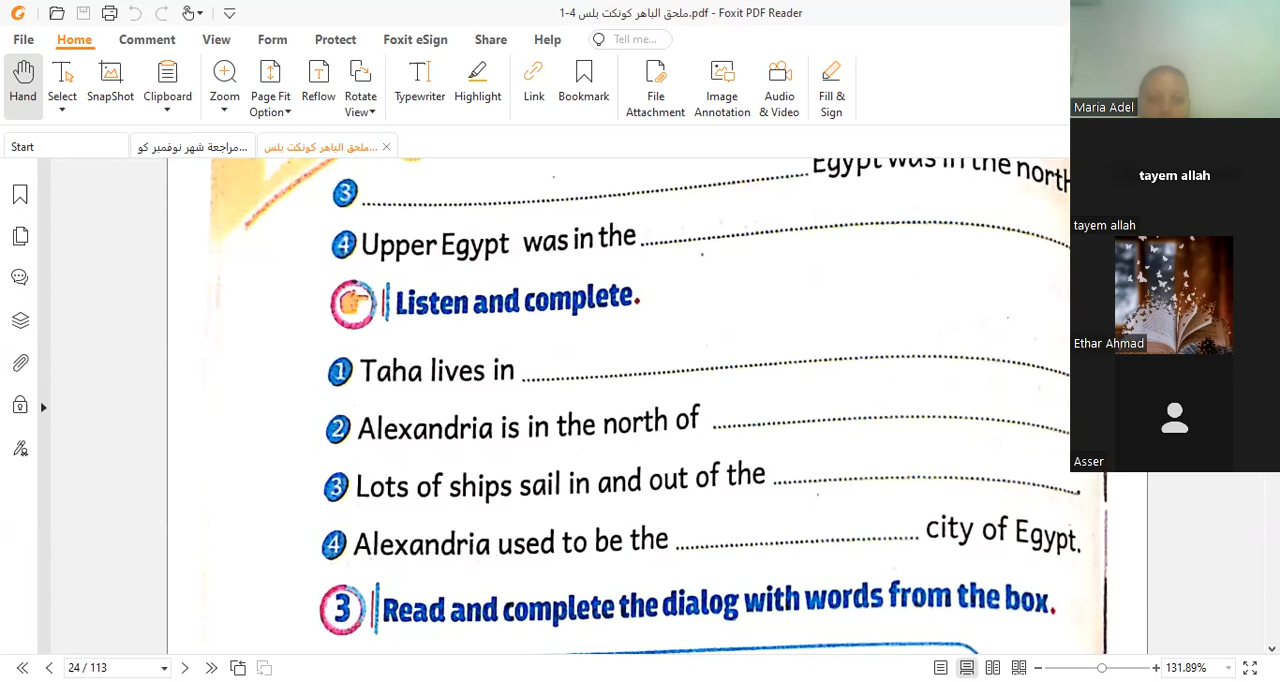 ملحق الباهر كونكت بلس 4-1.pdf - Foxit PDF Reader
File Home Comment View Form Protect Foxit eSign Share Help Tell me...
Hand Select SnapShot Clipboard Zoom Page Fit Option Reflow Rotate View Typewriter Highlight Link Bookmark File Attachment Image Annotation Audio & Video Fill & Sign
Start
مراجعة شهر نوفمبر كو...
ملحق الباهر كونكت بلس...
3 Egypt was in the north
4 Upper Egypt was in the
Listen and complete.
1 Taha lives in
2 Alexandria is in the north of
3 Lots of ships sail in and out of the
4 Alexandria used to be the city of Egypt.
3 Read and complete the dialog with words from the box.
Maria Adel
tayem allah
tayem allah
Ethar Ahmad
Asser
24 / 113
131.89%